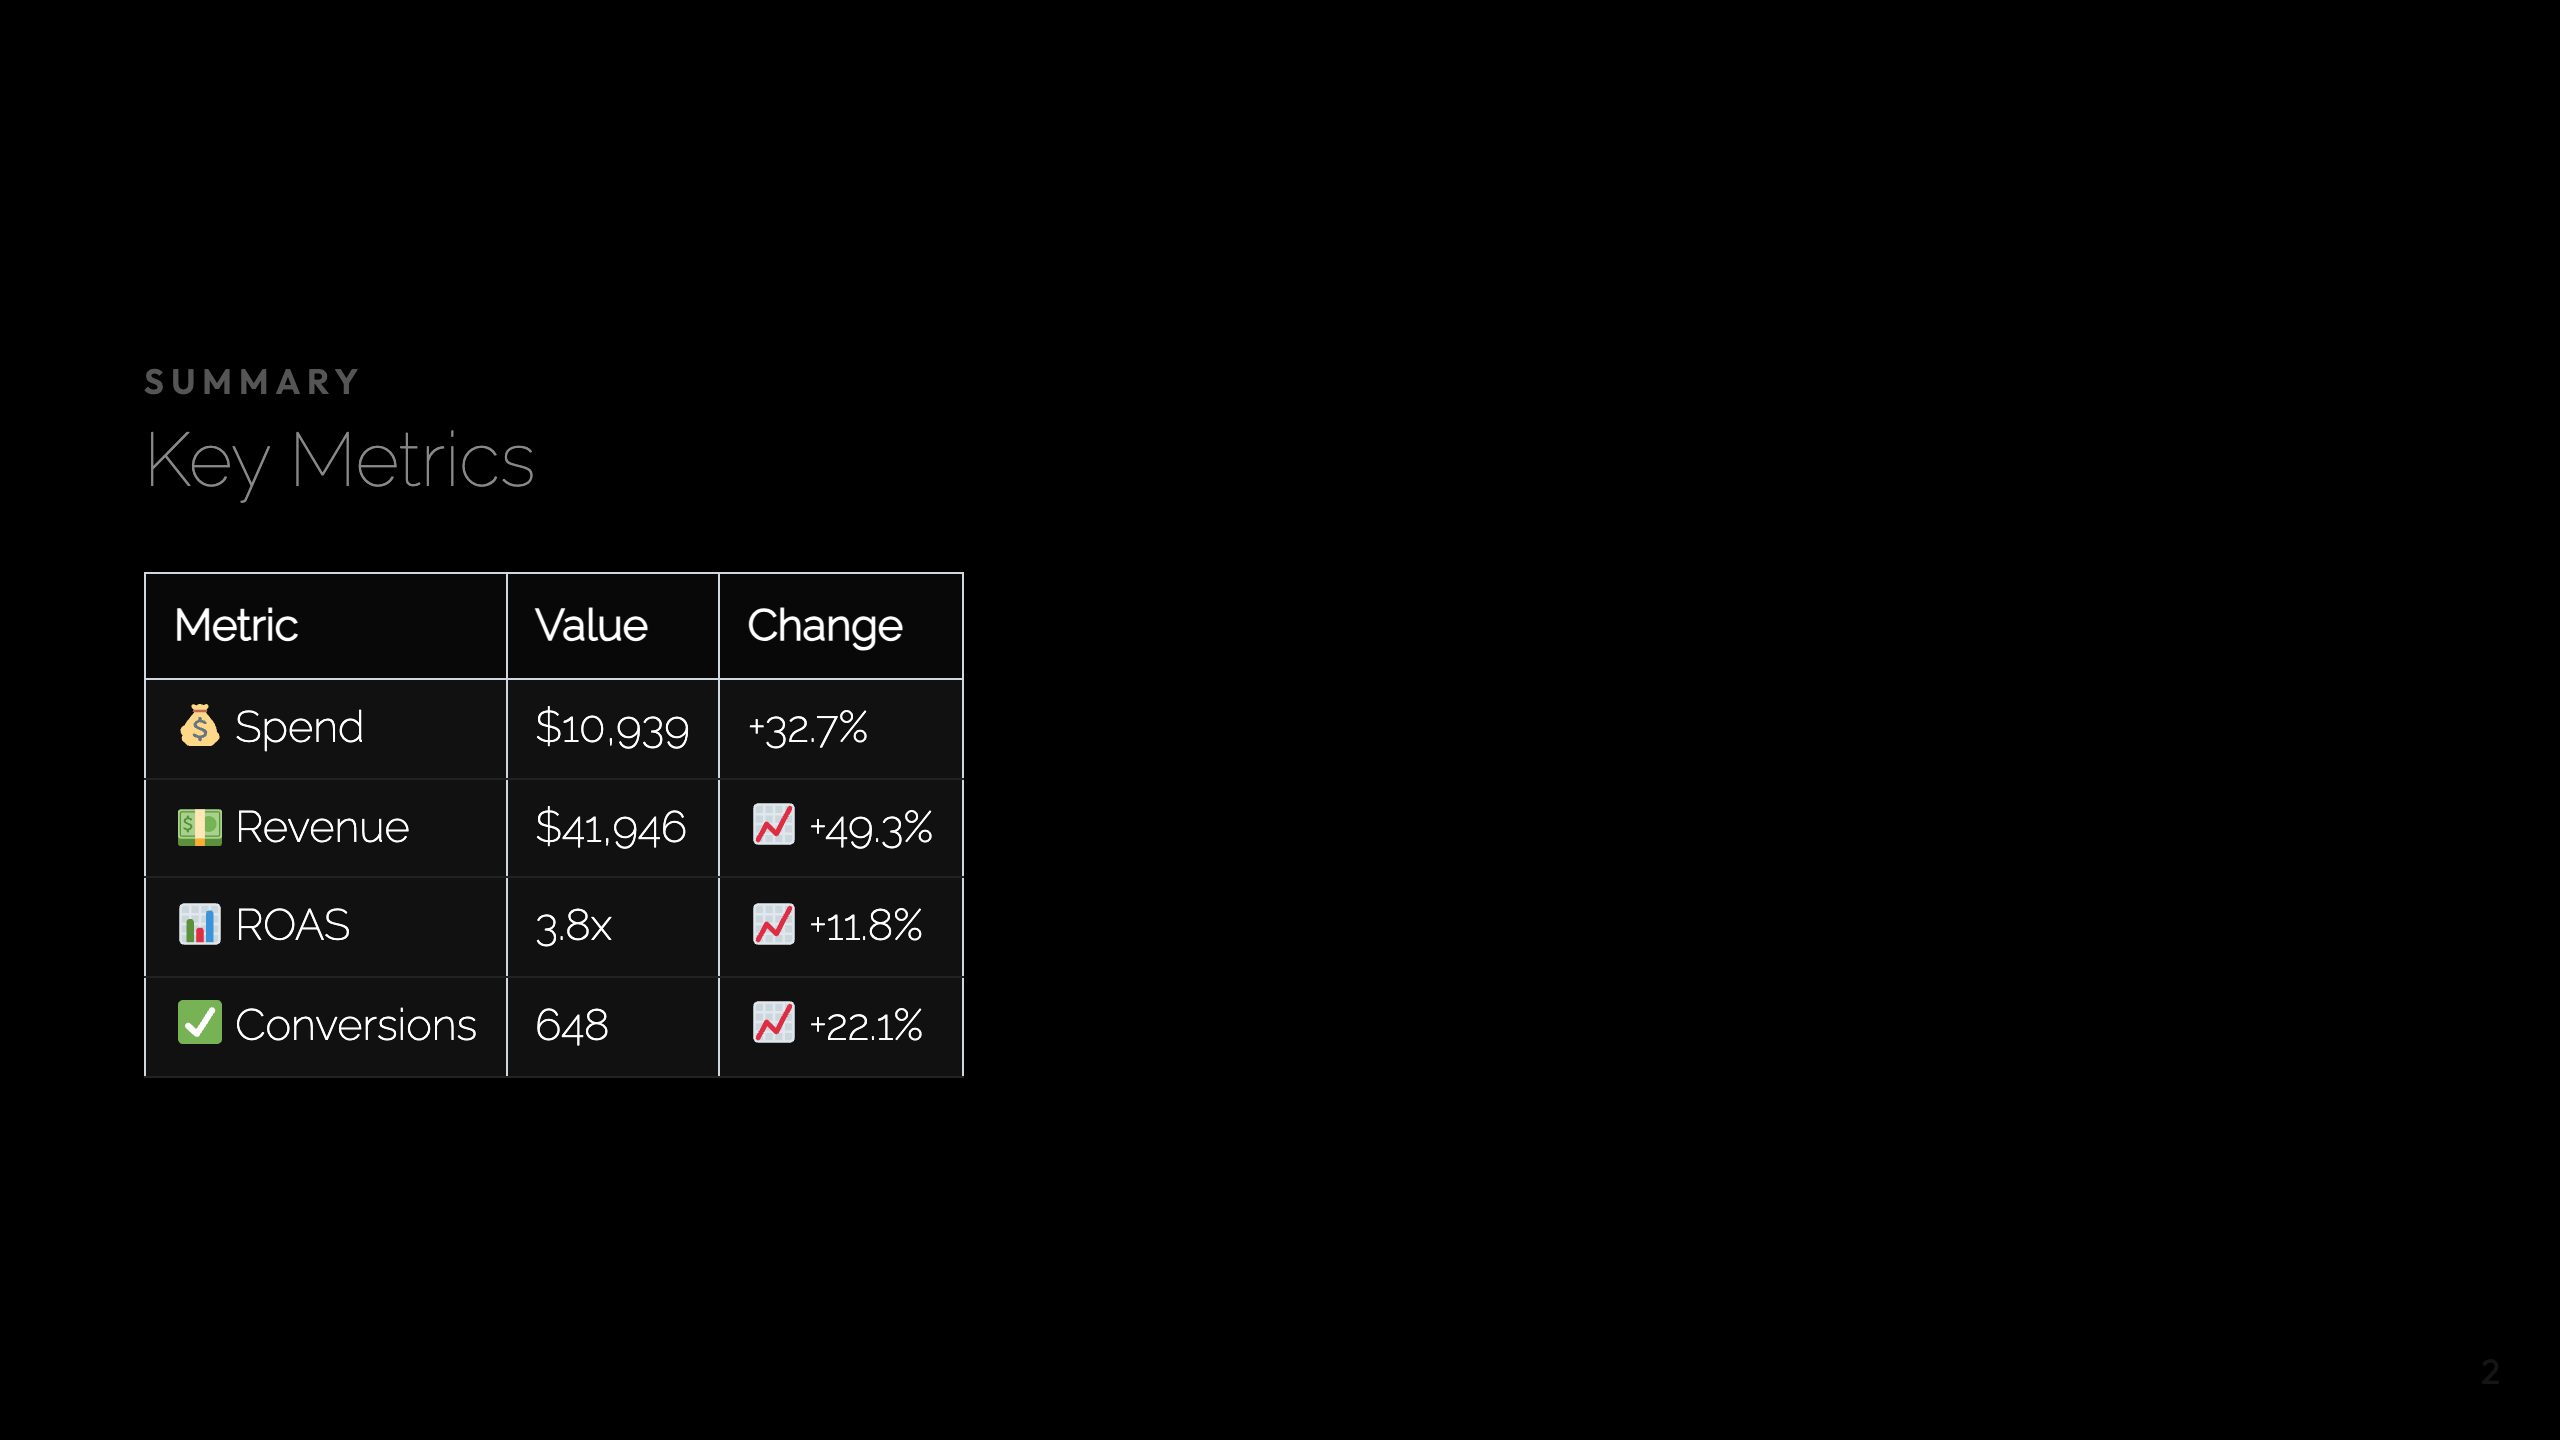 SUMMARY
Key Metrics
Metric Value Change
💰 Spend $10,939 +32.7%
💵 Revenue $41,946 📈 +49.3%
📊 ROAS 3.8x 📈 +11.8%
✅ Conversions 648 📈 +22.1%
2